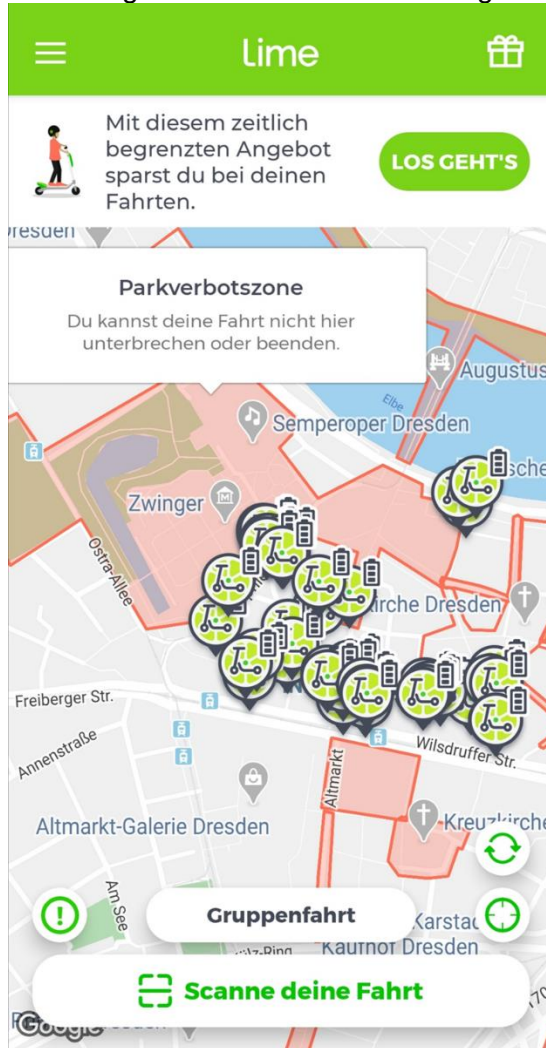 Lime
Mit diesem zeitlich
begrenzten Angebot
sparst du bei deinen
Fahrten.
LOS GEHT'S
Parkverbotszone
Du kannst deine Fahrt nicht hier
unterbrechen oder beenden.
Augustus
Elbe
Semperoper Dresden
Zwinger
Ostra-Allee
Dresden
Freiberger Str.
Annenstraße
Wilsdruffer Str.
Altmarkt
Altmarkt-Galerie Dresden
Kreuzkirche
Am See
Gruppenfahrt
Karstadt
Kaufhof Dresden
Scanne deine Fahrt
Google